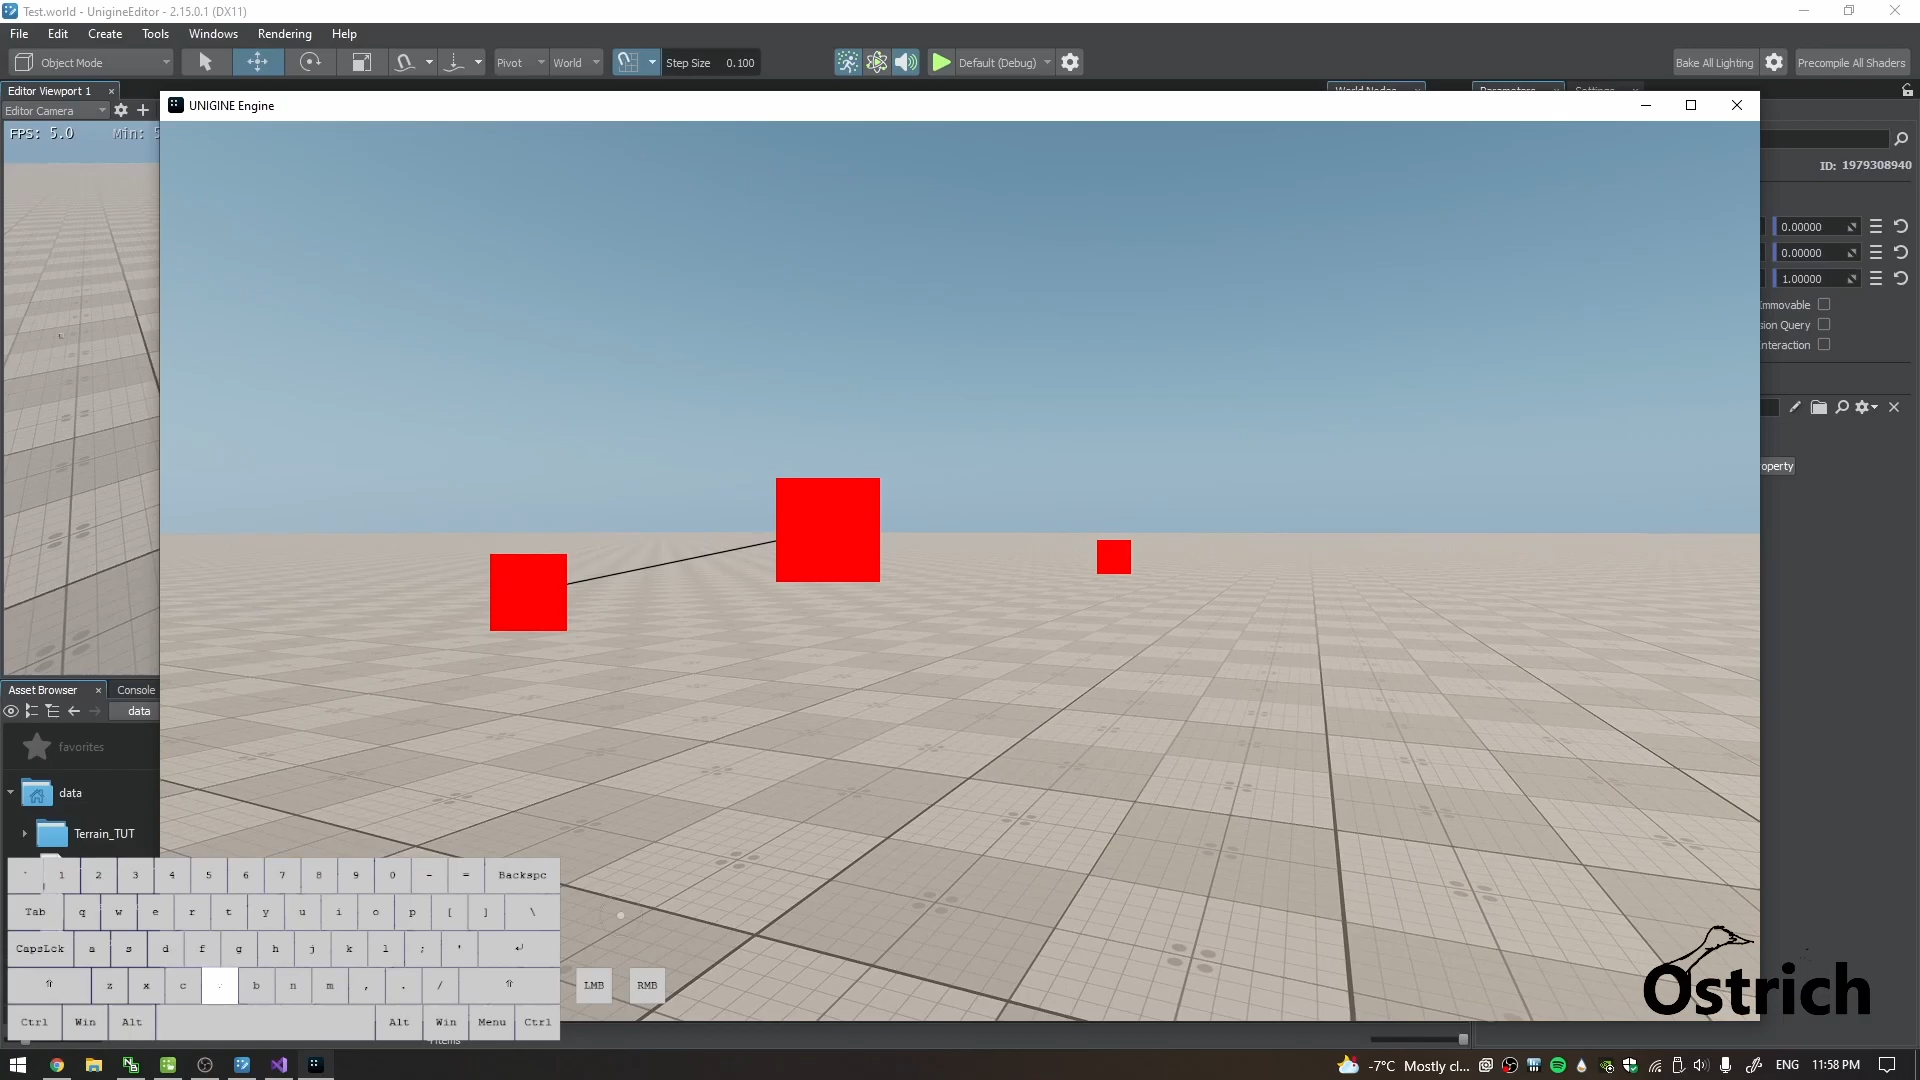 Test.world - UnigineEditor - 2.15.0.1 (DX11)
File Edit Create Tools Windows Rendering Help
Object Mode Pivot World Step Size 0.100 Default (Debug) Bake All Lighting Precompile All Shaders
Editor Viewport 1
Editor Camera
UNIGINE Engine
FPS: 5.0 Min: 5
ID: 1979308940
0.00000
0.00000
1.00000
Immovable
sion Query
nteraction
operty
Asset Browser Console
data
favorites
data
Terrain_TUT
` 1 2 3 4 5 6 7 8 9 0 - = Backspc
Tab q w e r t y u i o p [ ] \
CapsLck a s d f g h j k l ; ' ↵
⇧ z x c b n m , . / ⇧
Ctrl Win Alt Alt Win Menu Ctrl
LMB RMB
Ostrich
-7°C Mostly cl... ENG 11:58 PM